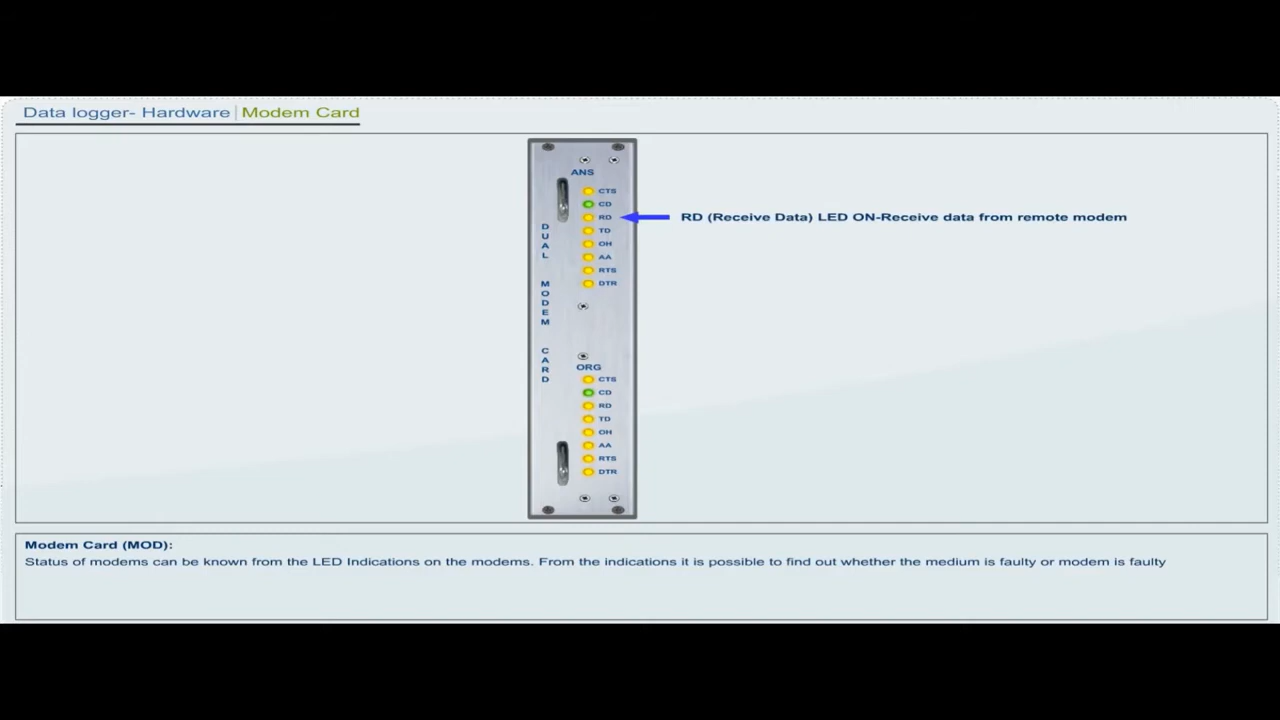 Data logger- Hardware | Modem Card
ANS
CTS
CD
RD
TD
OH
AA
RTS
DTR
RD (Receive Data) LED ON-Receive data from remote modem
DUAL MODEM CARD
ORG
CTS
CD
RD
TD
OH
AA
RTS
DTR
Modem Card (MOD):
Status of modems can be known from the LED Indications on the modems. From the indications it is possible to find out whether the medium is faulty or modem is faulty